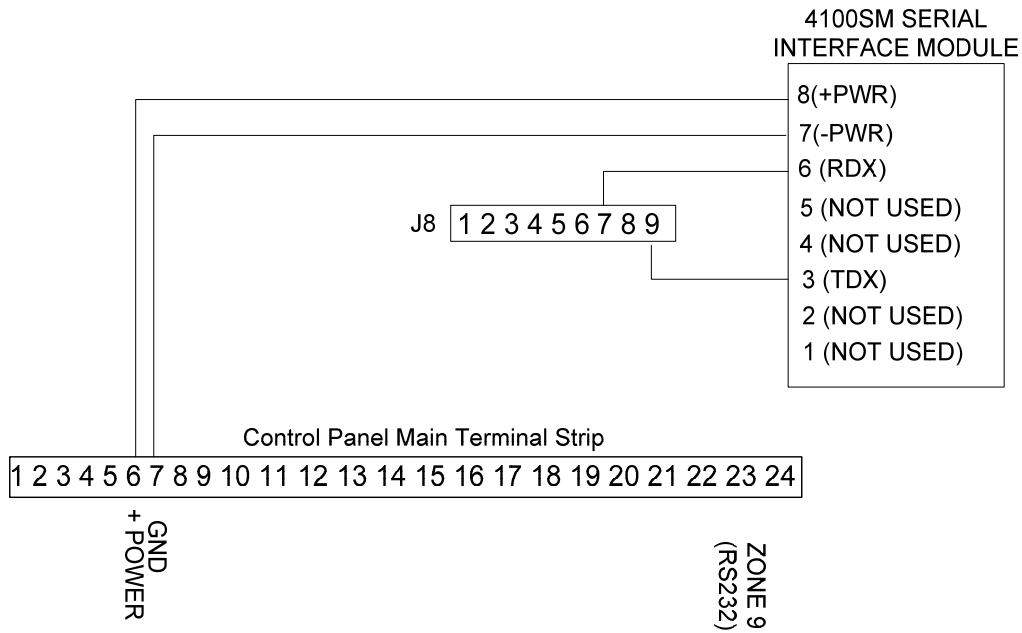 4100SM SERIAL
INTERFACE MODULE
8(+PWR)
7(-PWR)
6 (RDX)
5 (NOT USED)
4 (NOT USED)
3 (TDX)
2 (NOT USED)
1 (NOT USED)
J8 1 2 3 4 5 6 7 8 9
Control Panel Main Terminal Strip
1 2 3 4 5 6 7 8 9 10 11 12 13 14 15 16 17 18 19 20 21 22 23 24
GND
+ POWER
ZONE 9
(RS232)